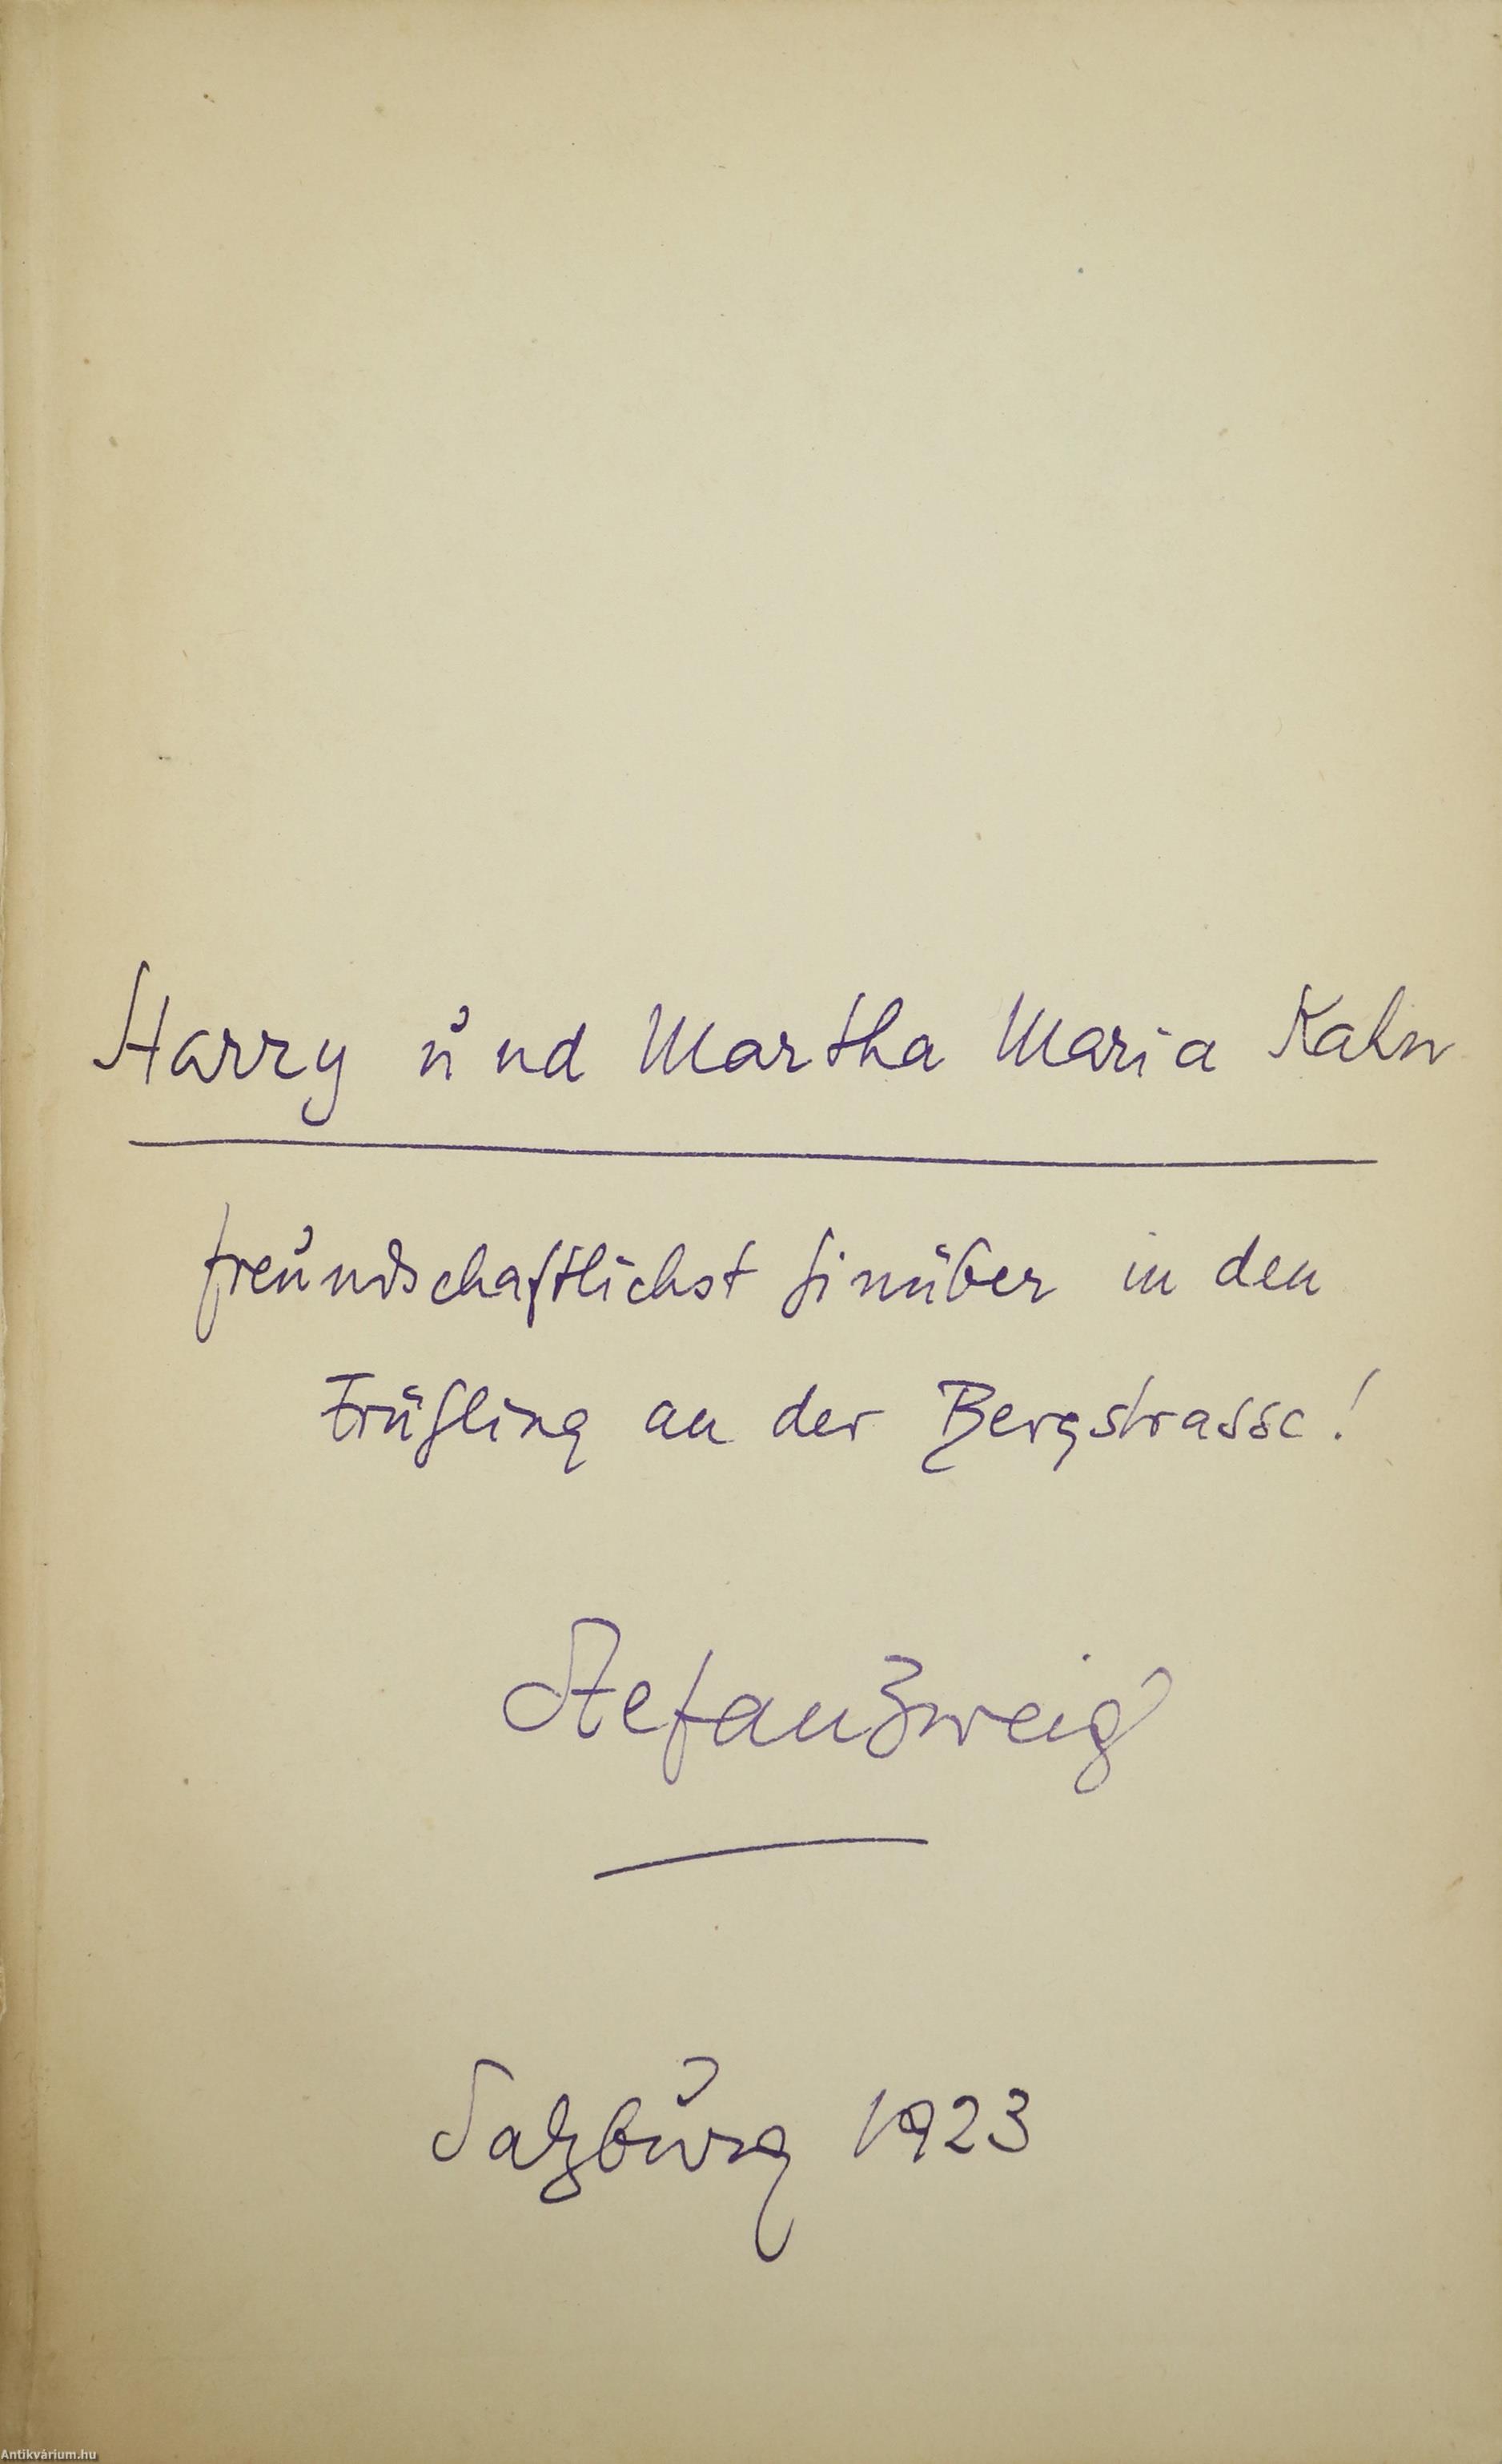 Harry und Martha Maria Kahn
freundschaftlichst hinüber in den
Frühling an der Bergstrasse!
Stefan Zweig
Salzburg 1923
Antikvárium.hu